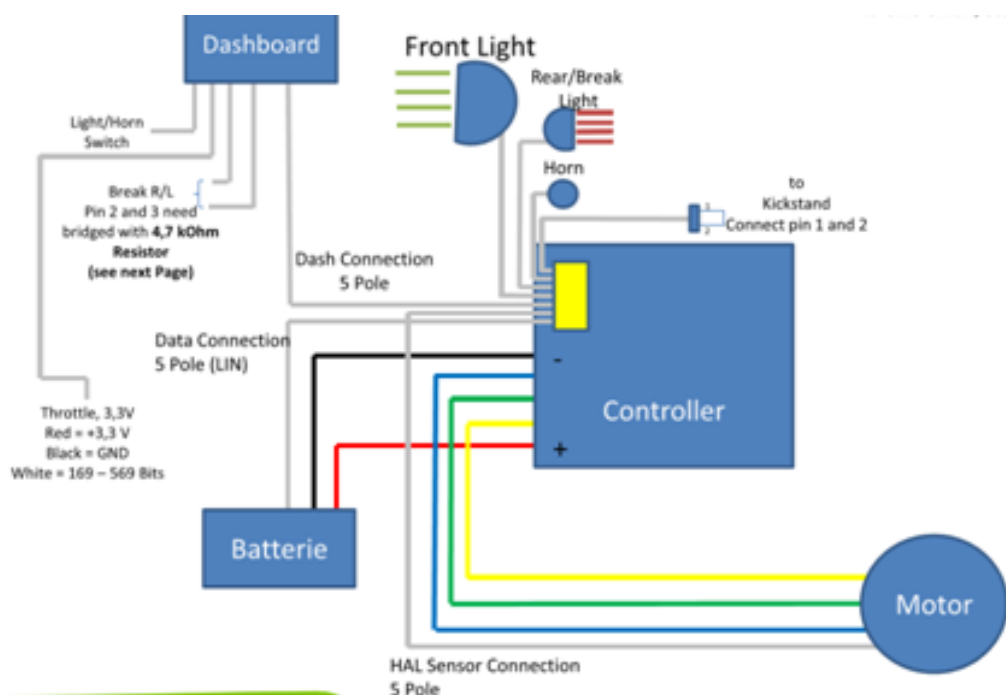 Dashboard
Front Light
Rear/Break
Light
Light/Horn
Switch
Horn
Break R/L
Pin 2 and 3 need
bridged with 4,7 kOhm
Resistor
(see next Page)
to
Kickstand
Connect pin 1 and 2
1
2
Dash Connection
5 Pole
Data Connection
5 Pole (LIN)
-
Controller
+
Throttle, 3,3V
Red = +3,3 V
Black = GND
White = 169 – 569 Bits
Batterie
Motor
HAL Sensor Connection
5 Pole